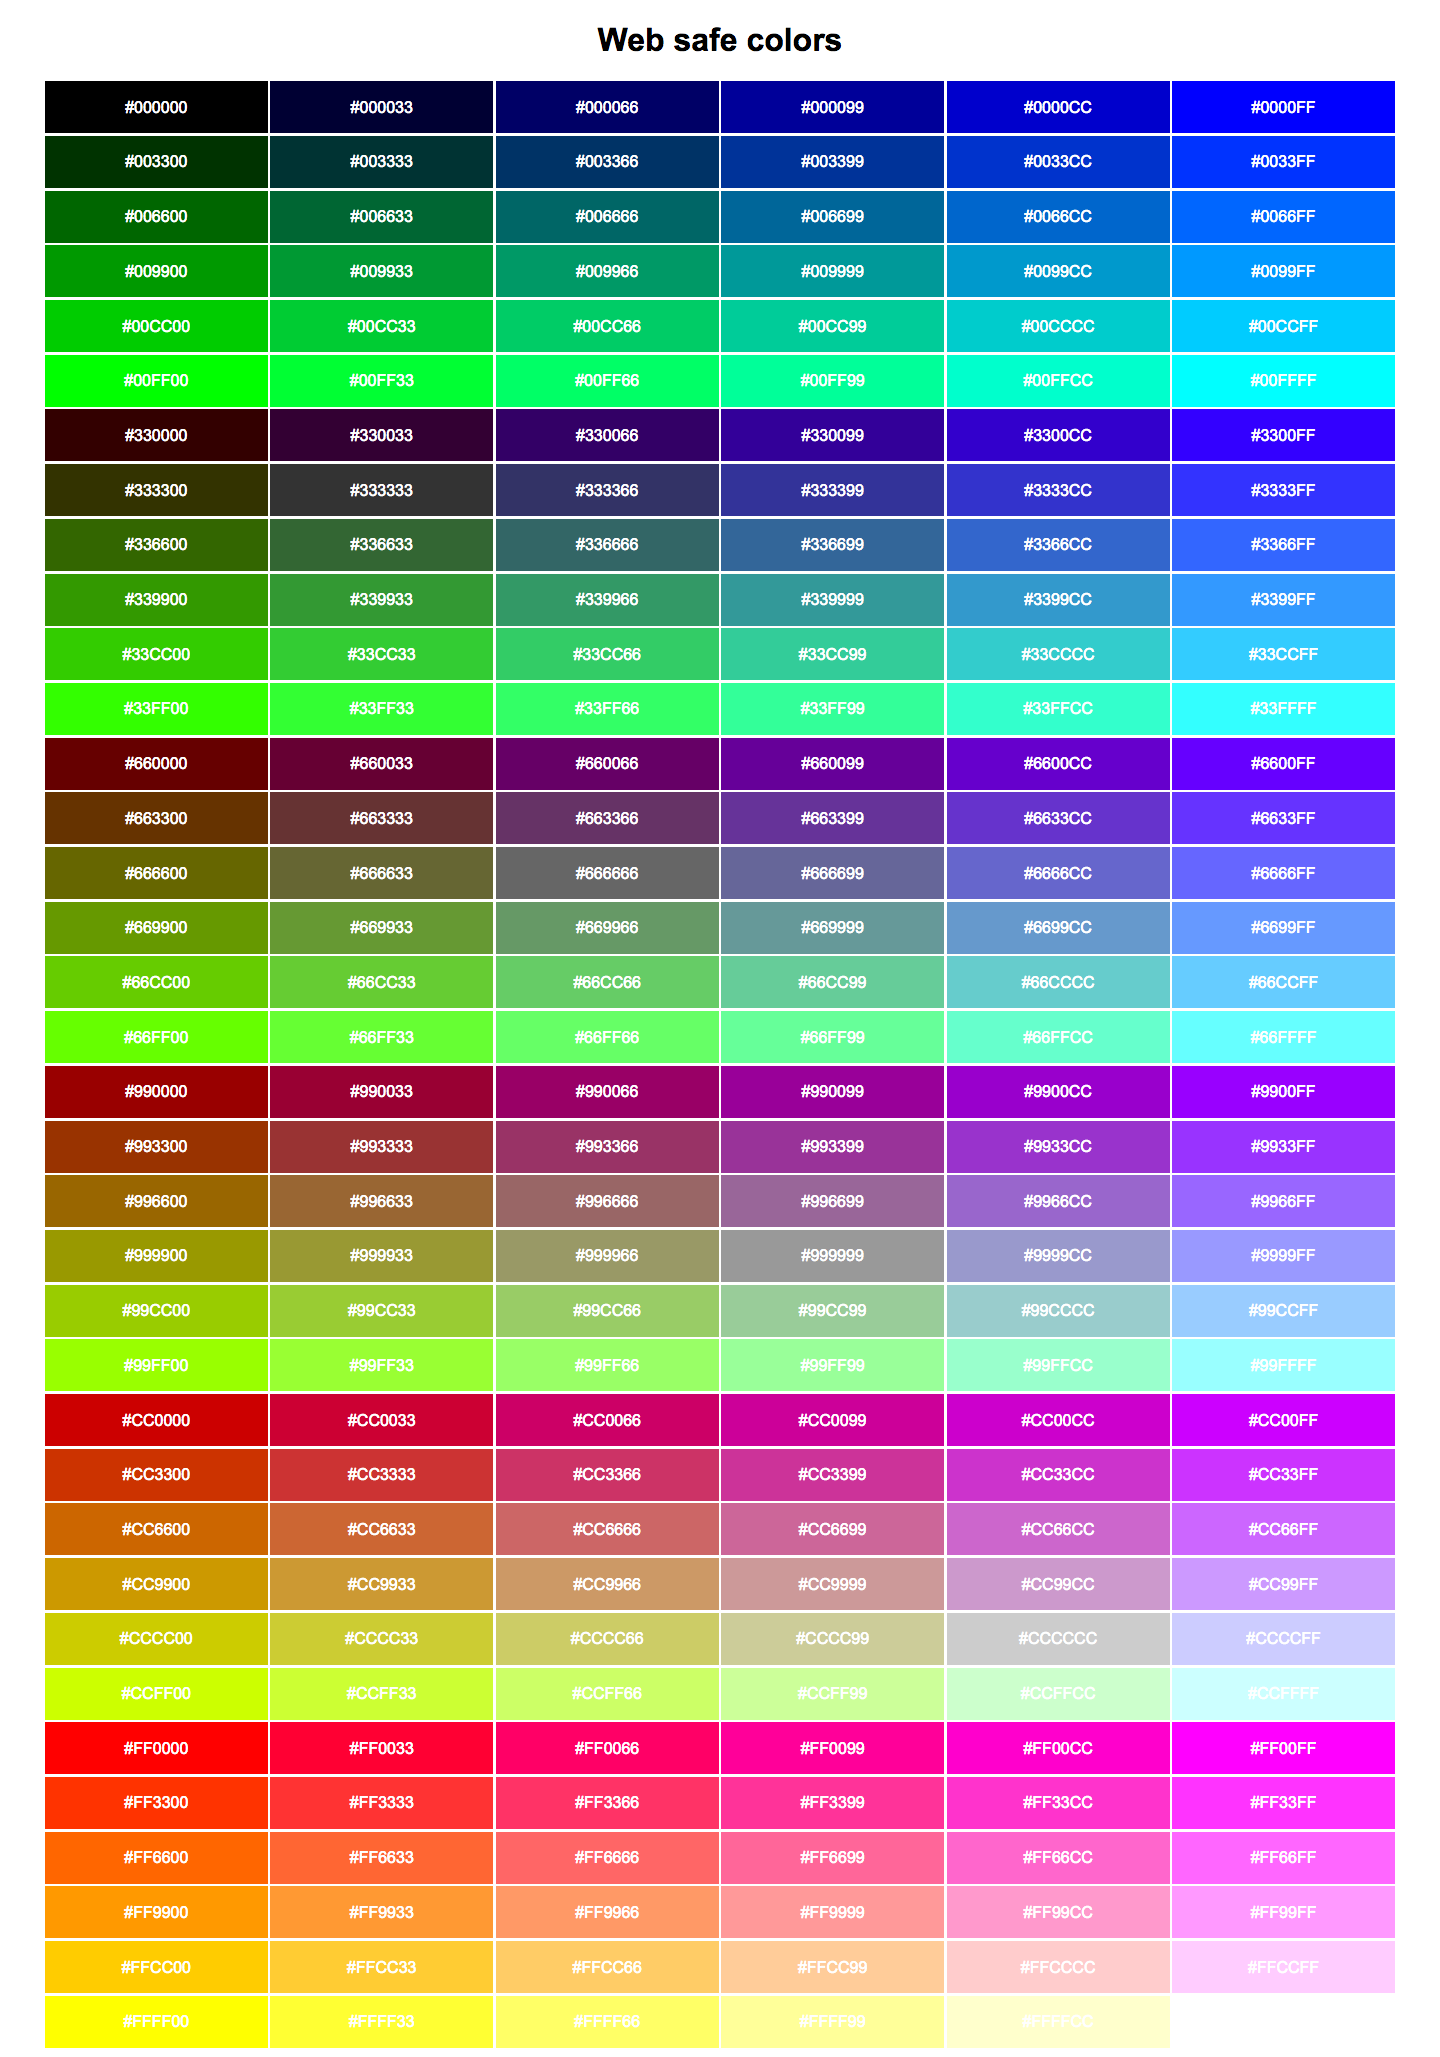 Web safe colors
#000000 #000033 #000066 #000099 #0000CC #0000FF
#003300 #003333 #003366 #003399 #0033CC #0033FF
#006600 #006633 #006666 #006699 #0066CC #0066FF
#009900 #009933 #009966 #009999 #0099CC #0099FF
#00CC00 #00CC33 #00CC66 #00CC99 #00CCCC #00CCFF
#00FF00 #00FF33 #00FF66 #00FF99 #00FFCC #00FFFF
#330000 #330033 #330066 #330099 #3300CC #3300FF
#333300 #333333 #333366 #333399 #3333CC #3333FF
#336600 #336633 #336666 #336699 #3366CC #3366FF
#339900 #339933 #339966 #339999 #3399CC #3399FF
#33CC00 #33CC33 #33CC66 #33CC99 #33CCCC #33CCFF
#33FF00 #33FF33 #33FF66 #33FF99 #33FFCC #33FFFF
#660000 #660033 #660066 #660099 #6600CC #6600FF
#663300 #663333 #663366 #663399 #6633CC #6633FF
#666600 #666633 #666666 #666699 #6666CC #6666FF
#669900 #669933 #669966 #669999 #6699CC #6699FF
#66CC00 #66CC33 #66CC66 #66CC99 #66CCCC #66CCFF
#66FF00 #66FF33 #66FF66 #66FF99 #66FFCC #66FFFF
#990000 #990033 #990066 #990099 #9900CC #9900FF
#993300 #993333 #993366 #993399 #9933CC #9933FF
#996600 #996633 #996666 #996699 #9966CC #9966FF
#999900 #999933 #999966 #999999 #9999CC #9999FF
#99CC00 #99CC33 #99CC66 #99CC99 #99CCCC #99CCFF
#99FF00 #99FF33 #99FF66 #99FF99 #99FFCC #99FFFF
#CC0000 #CC0033 #CC0066 #CC0099 #CC00CC #CC00FF
#CC3300 #CC3333 #CC3366 #CC3399 #CC33CC #CC33FF
#CC6600 #CC6633 #CC6666 #CC6699 #CC66CC #CC66FF
#CC9900 #CC9933 #CC9966 #CC9999 #CC99CC #CC99FF
#CCCC00 #CCCC33 #CCCC66 #CCCC99 #CCCCCC #CCCCFF
#CCFF00 #CCFF33 #CCFF66 #CCFF99 #CCFFCC #CCFFFF
#FF0000 #FF0033 #FF0066 #FF0099 #FF00CC #FF00FF
#FF3300 #FF3333 #FF3366 #FF3399 #FF33CC #FF33FF
#FF6600 #FF6633 #FF6666 #FF6699 #FF66CC #FF66FF
#FF9900 #FF9933 #FF9966 #FF9999 #FF99CC #FF99FF
#FFCC00 #FFCC33 #FFCC66 #FFCC99 #FFCCCC #FFCCFF
#FFFF00 #FFFF33 #FFFF66 #FFFF99 #FFFFCC